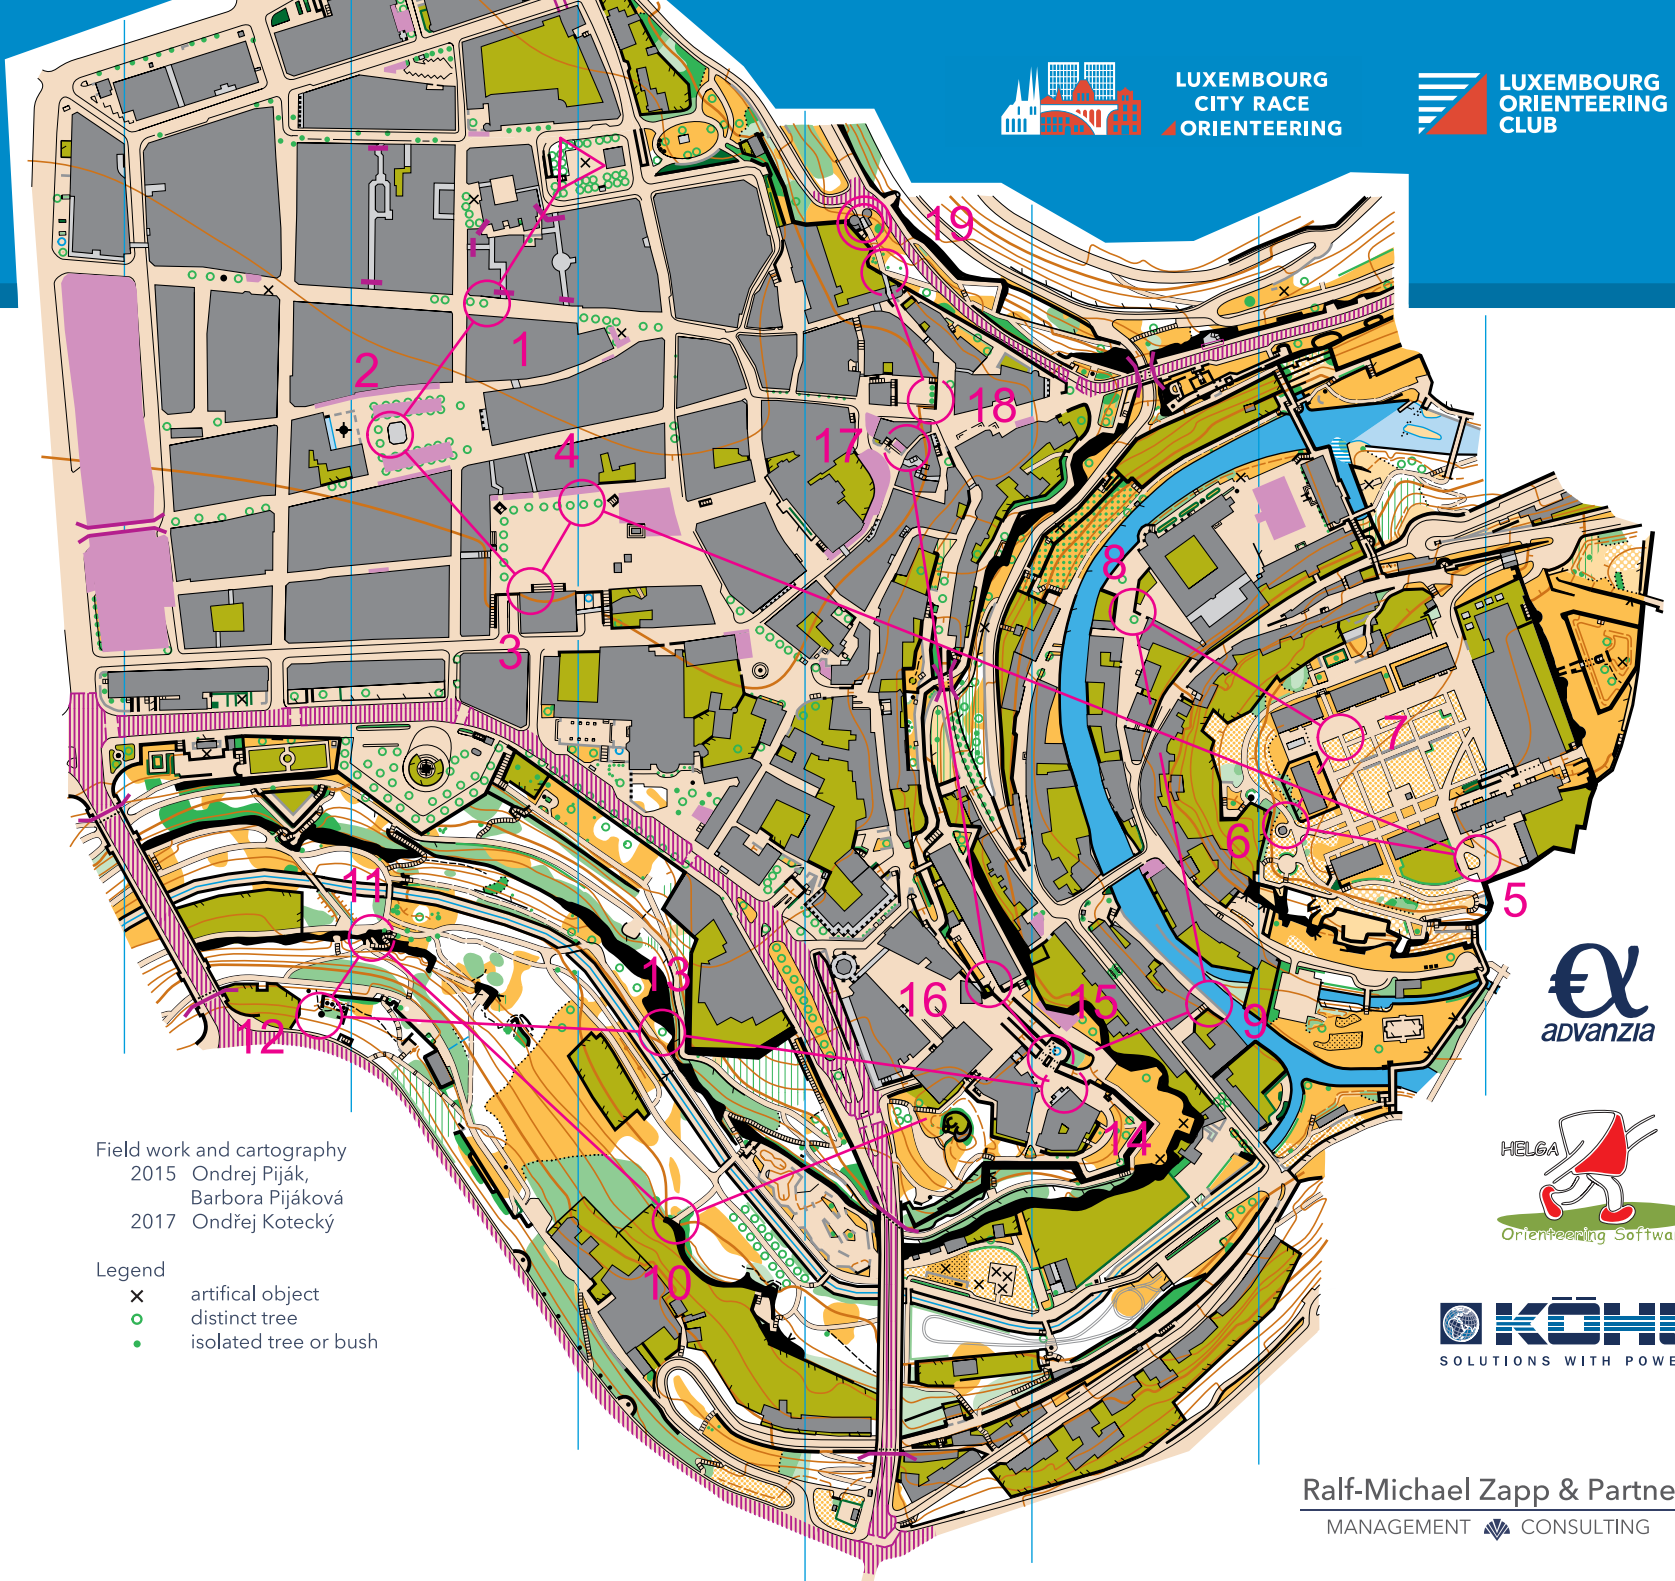 LUXEMBOURG
CITY RACE
ORIENTEERING
LUXEMBOURG
ORIENTEERING
CLUB
19
1
2
18
4
17
8
3
7
6
5
11
13
16
15
9
12
14
10
€α
ADVANZIA
Field work and cartography
2015 Ondrej Piják,
Barbora Pijáková
2017 Ondřej Kotecký
Legend
artifical object
distinct tree
isolated tree or bush
HELGA
Orienteering Softwa
KÖHL
SOLUTIONS WITH POWE
Ralf-Michael Zapp & Partne
MANAGEMENT CONSULTING